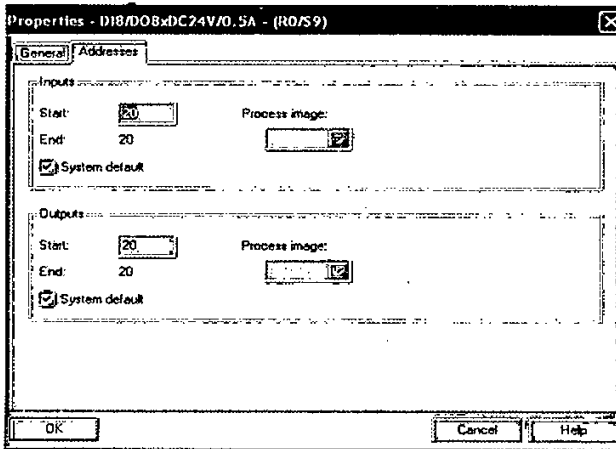 Properties - DI8/DO8xDC24V/0.5A - (R0/S9)
General Addresses
Inputs
Start: 20 Process image:
End: 20
System default
Outputs
Start: 20 Process image:
End: 20
System default
OK Cancel Help